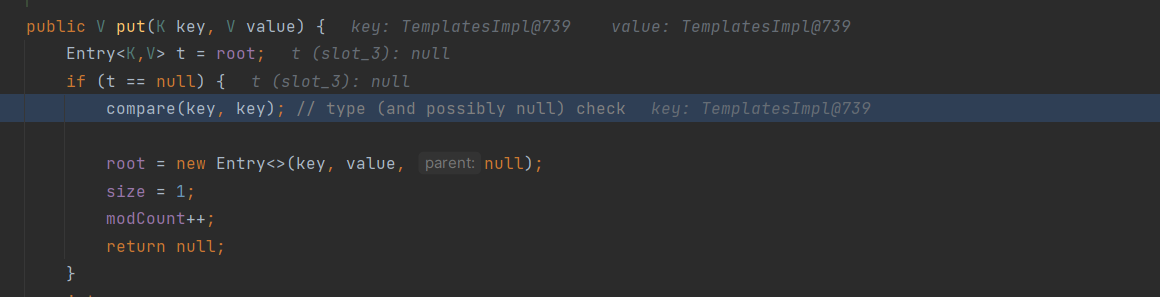 public V put(K key, V value) {   key: TemplatesImpl@739    value: TemplatesImpl@739
    Entry<K,V> t = root;   t (slot_3): null
    if (t == null) {   t (slot_3): null
        compare(key, key); // type (and possibly null) check   key: TemplatesImpl@739
        root = new Entry<>(key, value, parent: null);
        size = 1;
        modCount++;
        return null;
    }